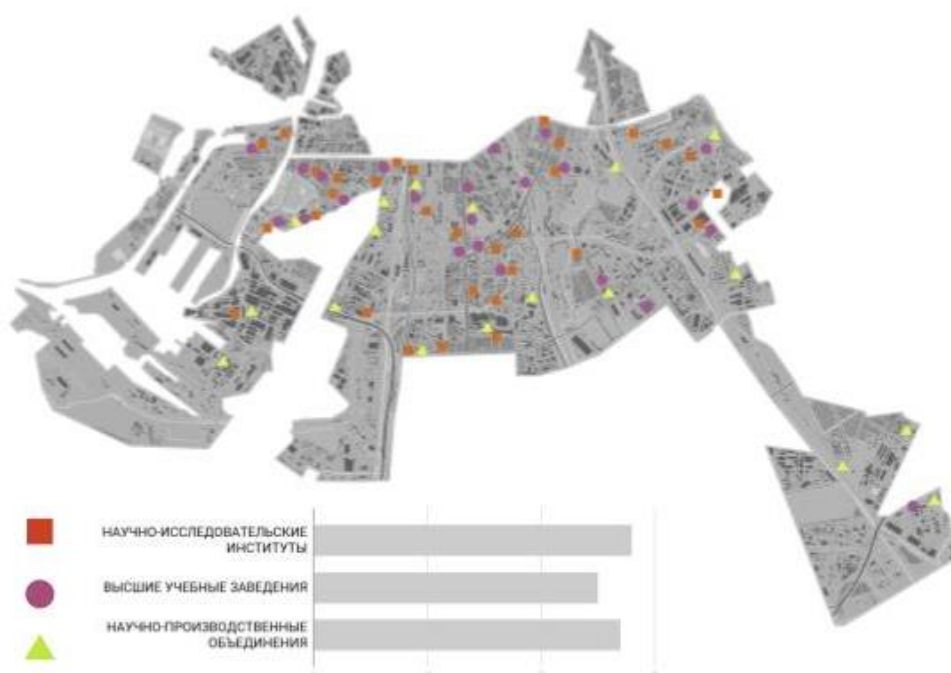 НАУЧНО-ИССЛЕДОВАТЕЛЬСКИЕ
ИНСТИТУТЫ
ВЫСШИЕ УЧЕБНЫЕ ЗАВЕДЕНИЯ
НАУЧНО-ПРОИЗВОДСТВЕННЫЕ
ОБЪЕДИНЕНИЯ